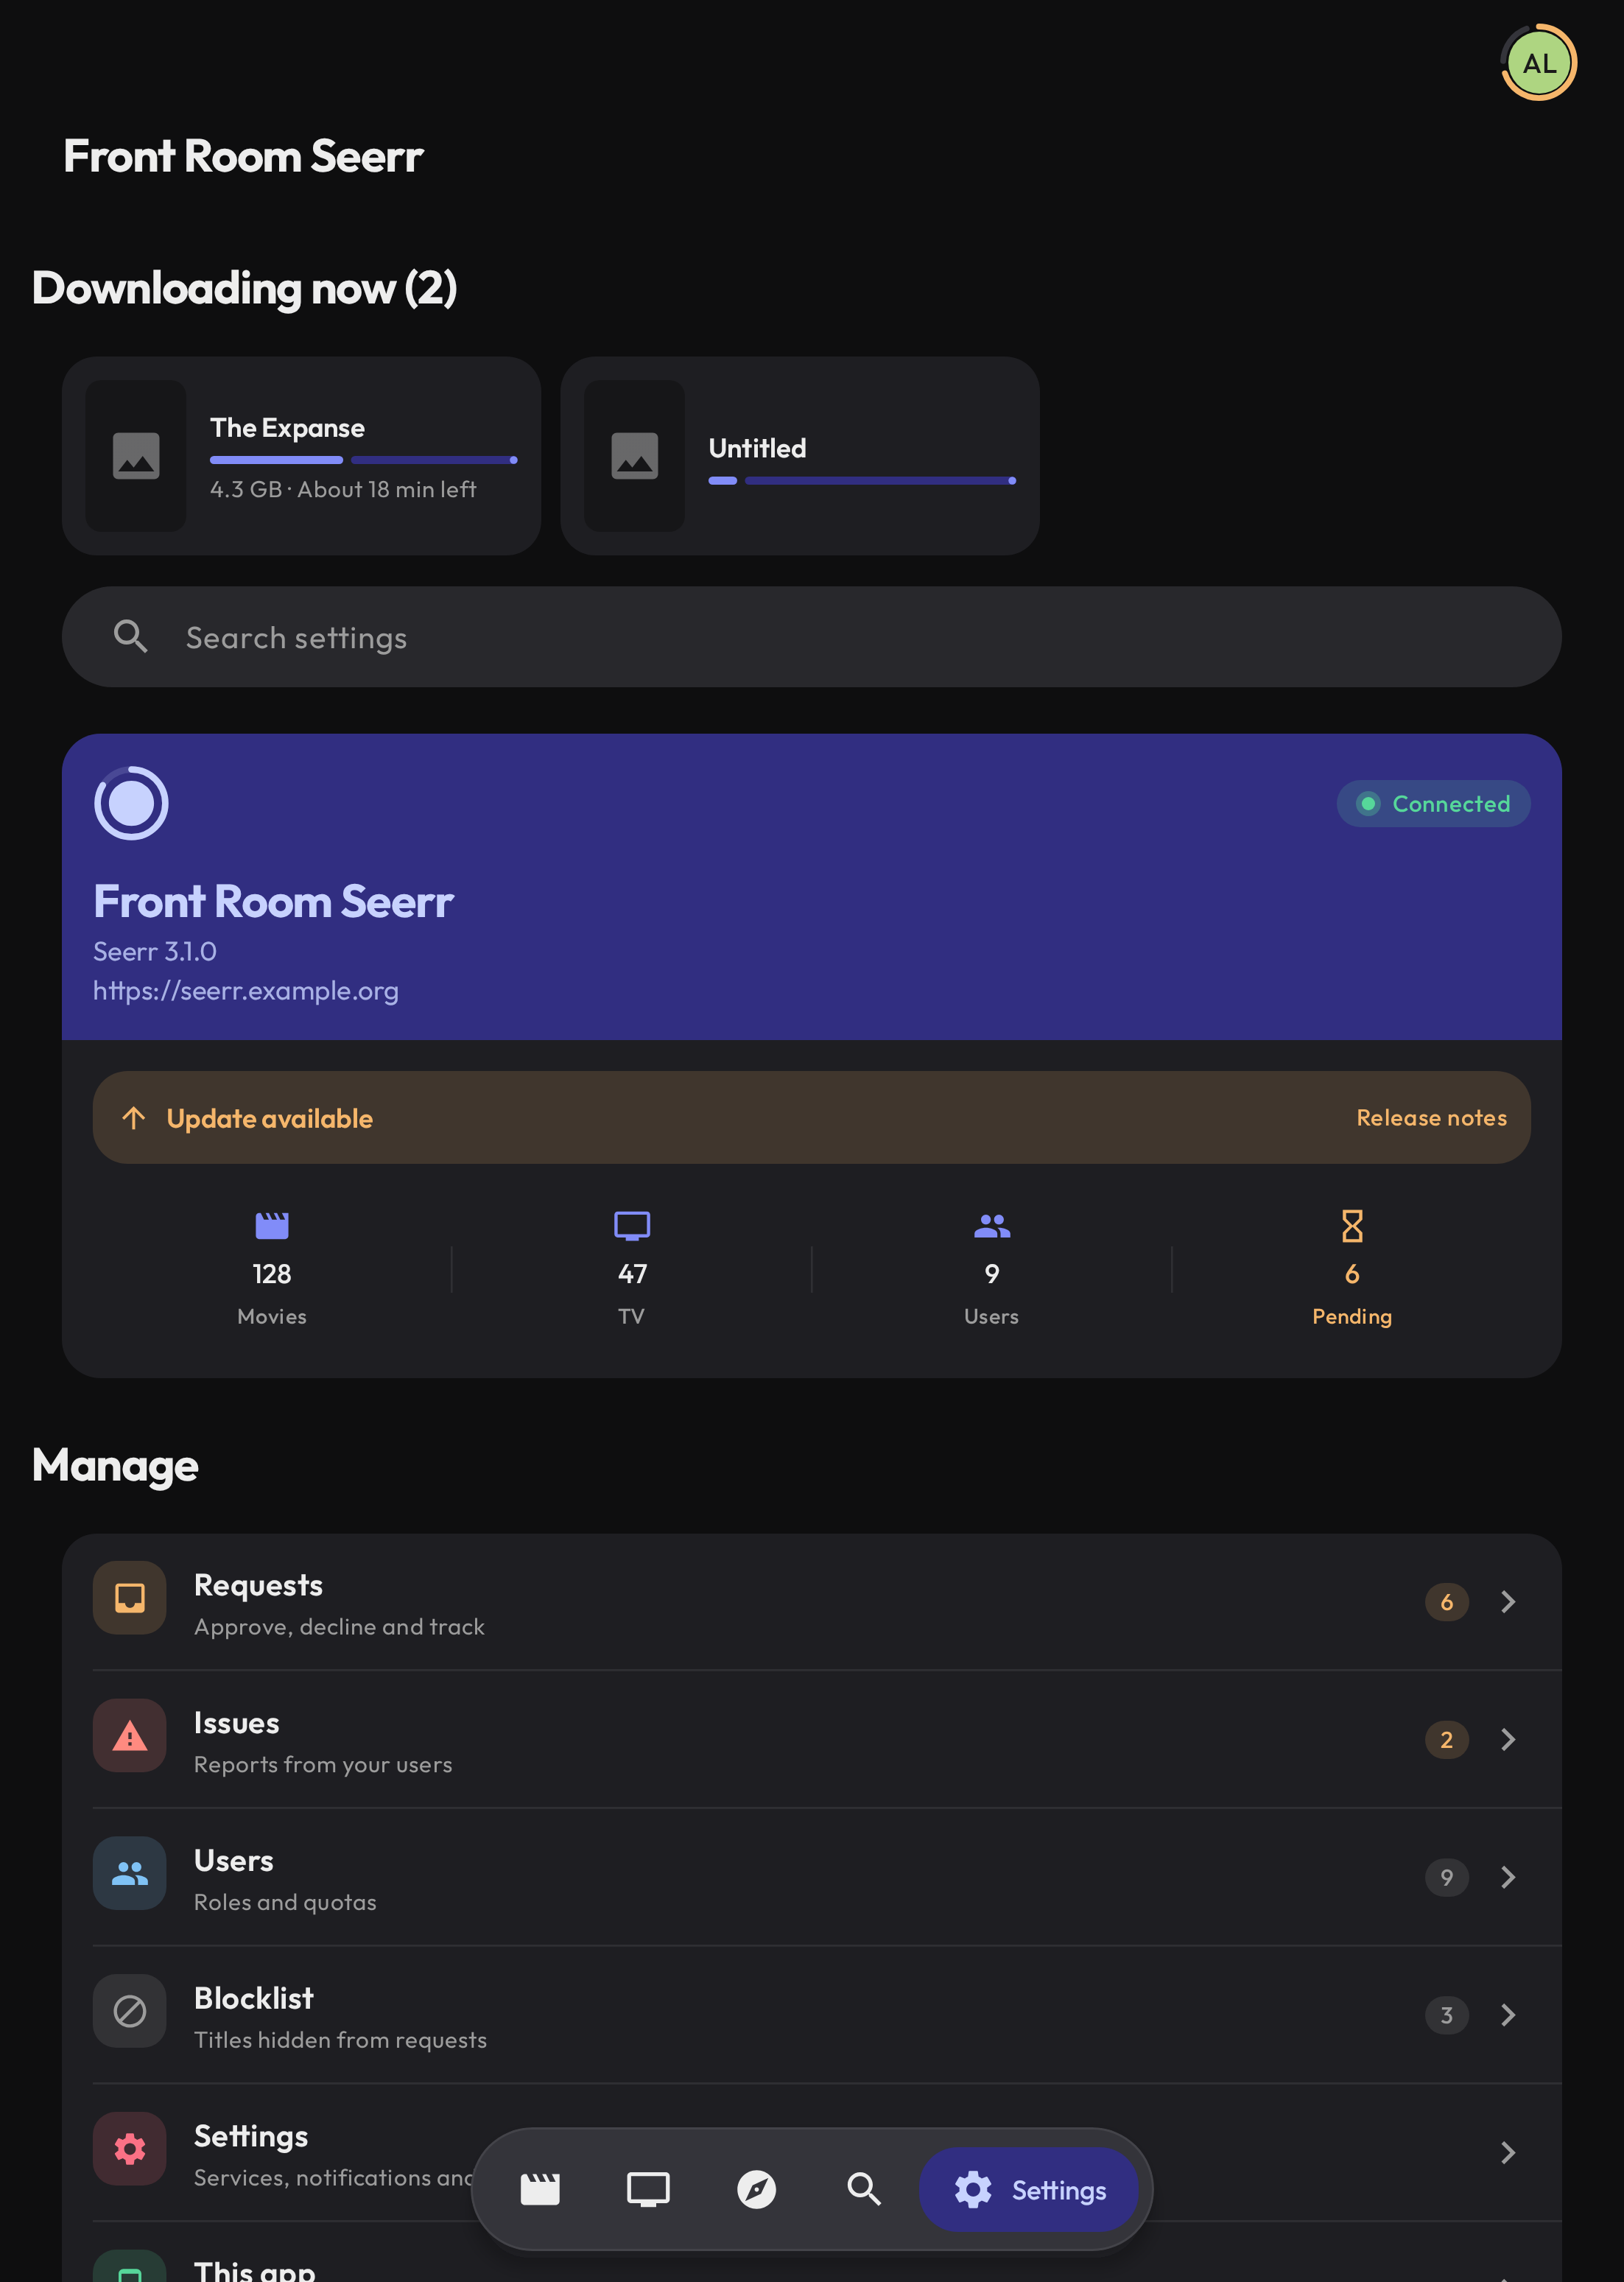 AL
Front Room Seerr
Downloading now (2)
The Expanse
4.3 GB · About 18 min left
Untitled
Search settings
Connected
Front Room Seerr
Seerr 3.1.0
https://seerr.example.org
Update available
Release notes
128
Movies
47
TV
9
Users
6
Pending
Manage
Requests
Approve, decline and track
6
Issues
Reports from your users
2
Users
Roles and quotas
9
Blocklist
Titles hidden from requests
3
Settings
Services, notifications and
Settings
This app